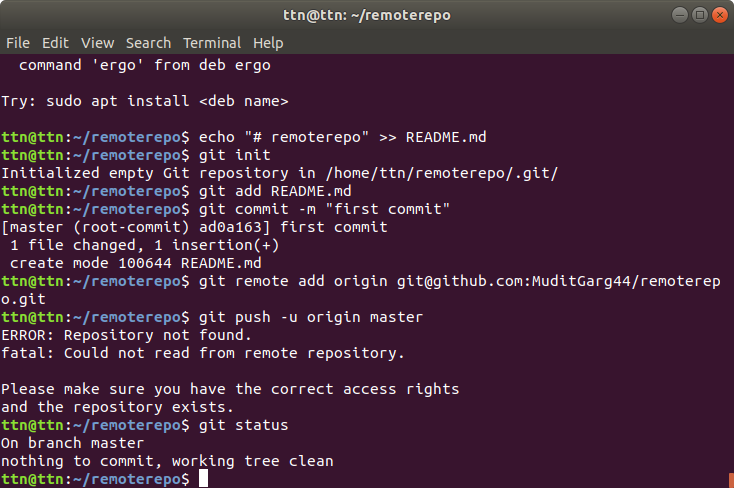 ttn@ttn: ~/remoterepo
File Edit View Search Terminal Help
command 'ergo' from deb ergo
Try: sudo apt install <deb name>
ttn@ttn:~/remoterepo$ echo "# remoterepo" >> README.md
ttn@ttn:~/remoterepo$ git init
Initialized empty Git repository in /home/ttn/remoterepo/.git/
ttn@ttn:~/remoterepo$ git add README.md
ttn@ttn:~/remoterepo$ git commit -m "first commit"
[master (root-commit) ad0a163] first commit
1 file changed, 1 insertion(+)
create mode 100644 README.md
ttn@ttn:~/remoterepo$ git remote add origin git@github.com:MuditGarg44/remoterep
o.git
ttn@ttn:~/remoterepo$ git push -u origin master
ERROR: Repository not found.
fatal: Could not read from remote repository.
Please make sure you have the correct access rights
and the repository exists.
ttn@ttn:~/remoterepo$ git status
On branch master
nothing to commit, working tree clean
ttn@ttn:~/remoterepo$